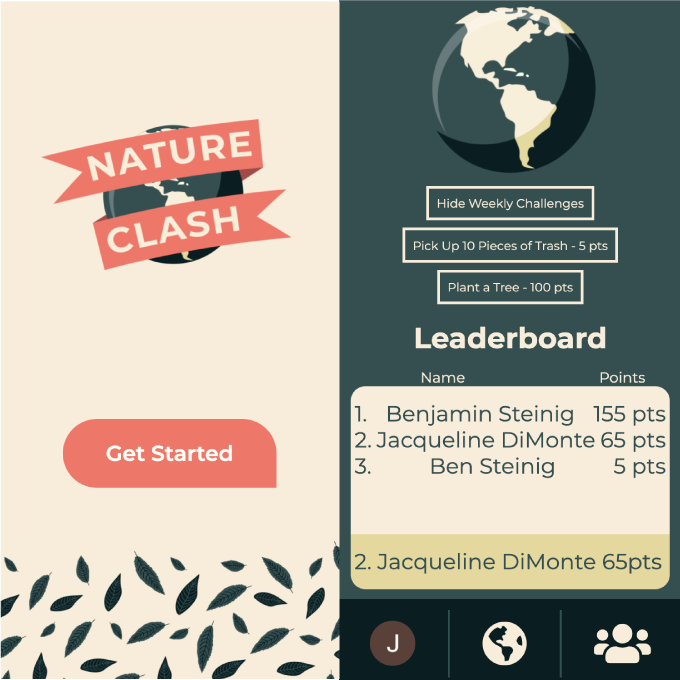 NATURE
CLASH
Get Started
Hide Weekly Challenges
Pick Up 10 Pieces of Trash - 5 pts
Plant a Tree - 100 pts
Leaderboard
Name Points
1. Benjamin Steinig 155 pts
2. Jacqueline DiMonte 65 pts
3. Ben Steinig 5 pts
2. Jacqueline DiMonte 65pts
J